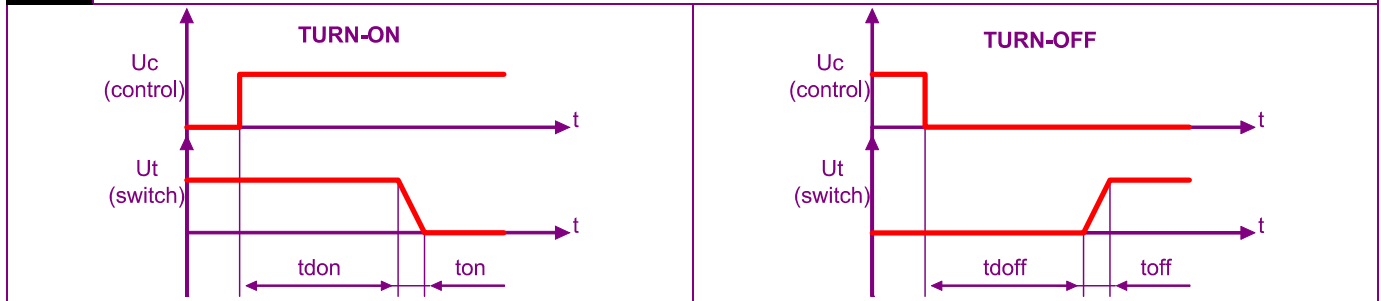 TURN-ON
Uc
(control)
t
Ut
(switch)
t
tdon
ton
TURN-OFF
Uc
(control)
t
Ut
(switch)
t
tdoff
toff